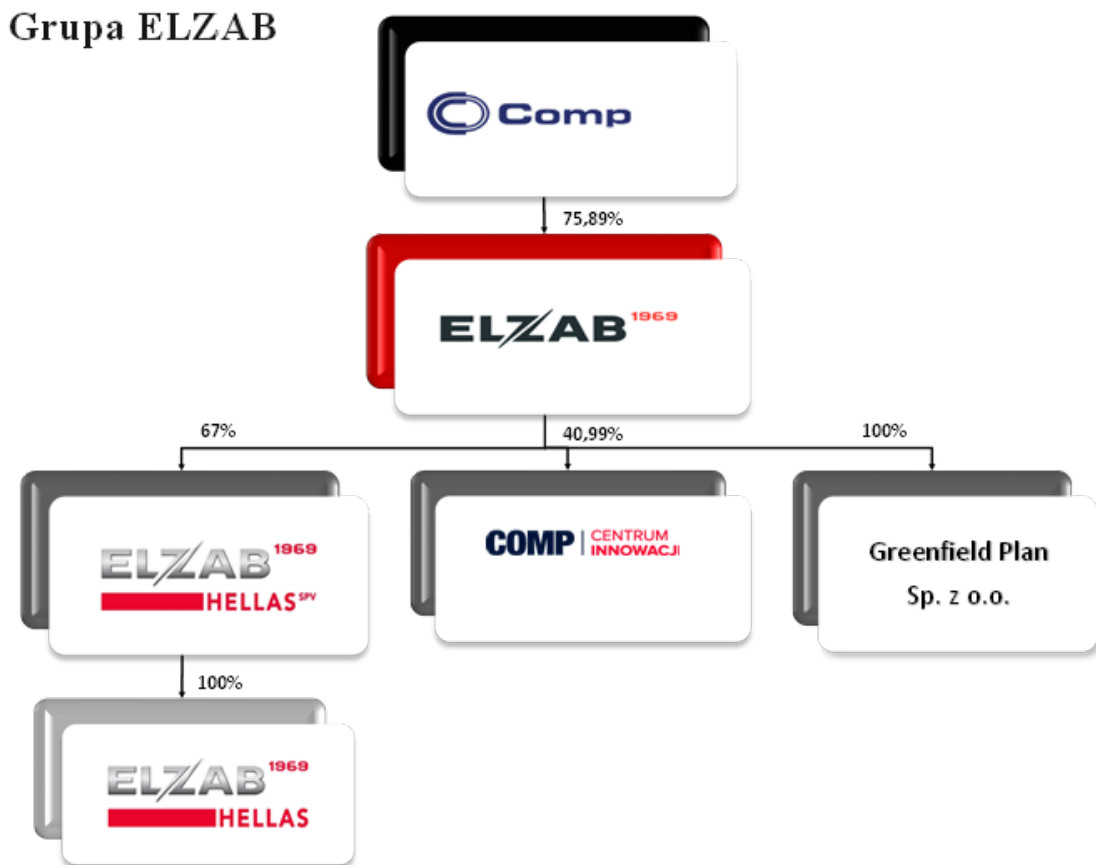 Grupa ELZAB
Comp
75,89%
ELZAB 1969
67%
40,99%
100%
ELZAB 1969
HELLAS SPV
COMP | CENTRUM
INNOWACJI
Greenfield Plan
Sp. z o.o.
100%
ELZAB 1969
HELLAS